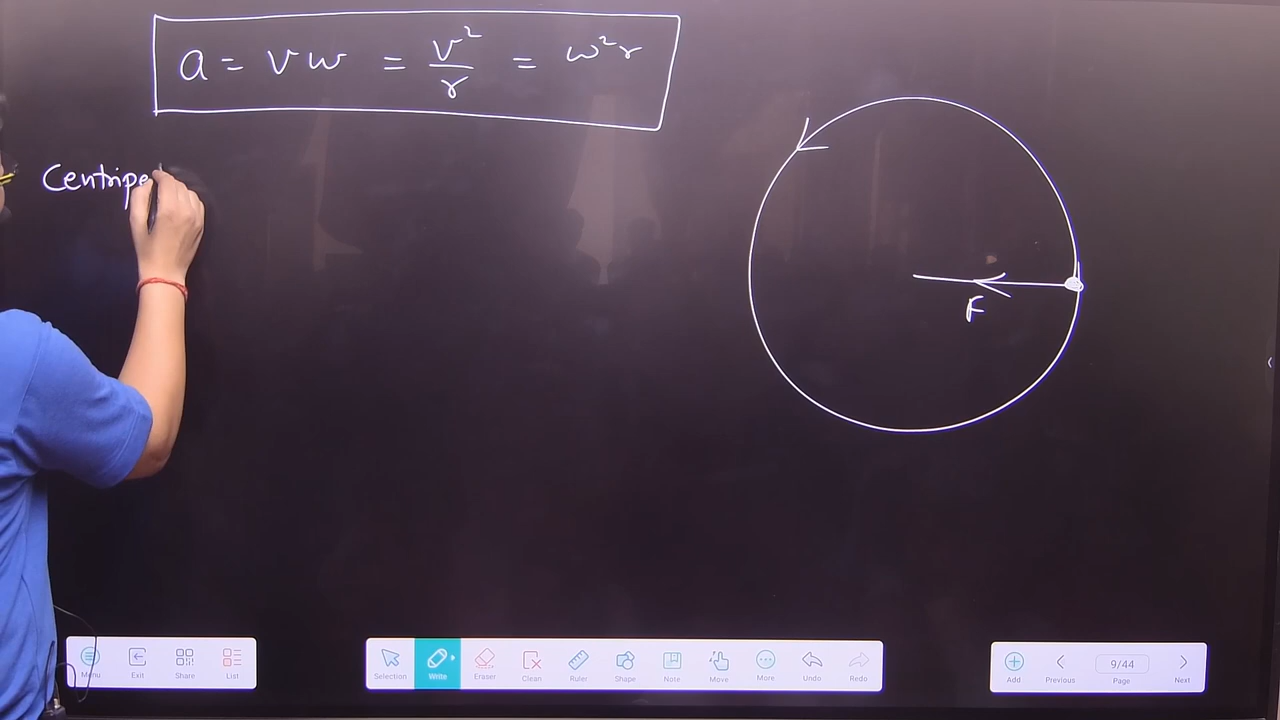 a = vw = v²/r = w²r
Centripe
F
Menu Exit Share List
Selection Write Eraser Clean Ruler Shape Note Move More Undo Redo
9/44
Add Previous Page Next